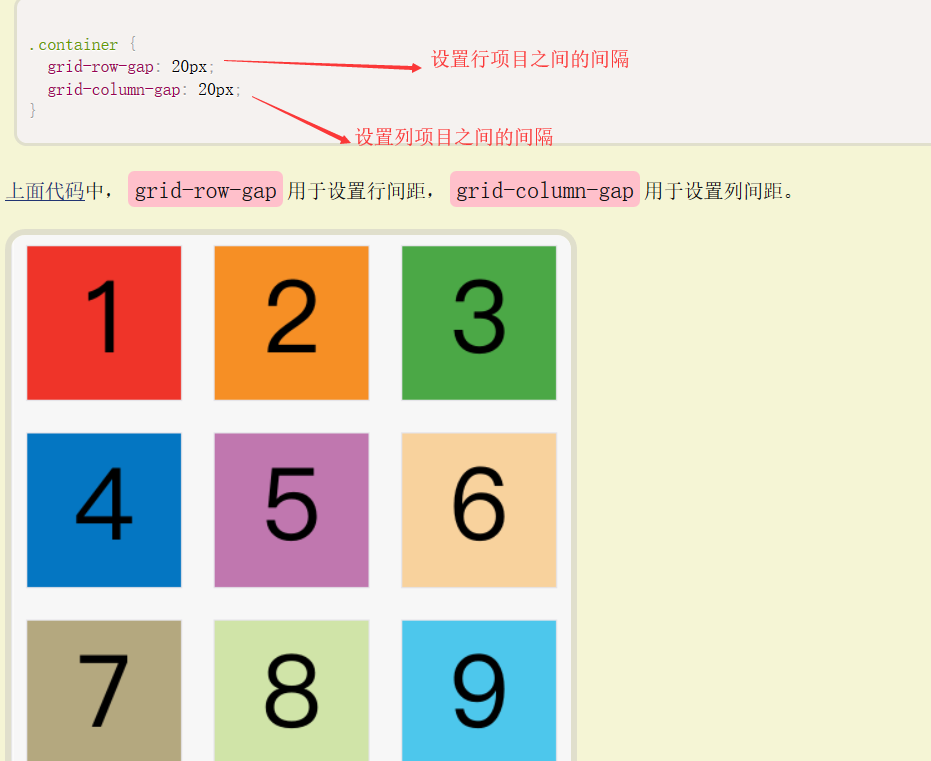 .container {
grid-row-gap: 20px;
设置行项目之间的间隔
grid-column-gap: 20px;
}
设置列项目之间的间隔
上面代码中， grid-row-gap 用于设置行间距， grid-column-gap 用于设置列间距。
1 2 3
4 5 6
7 8 9